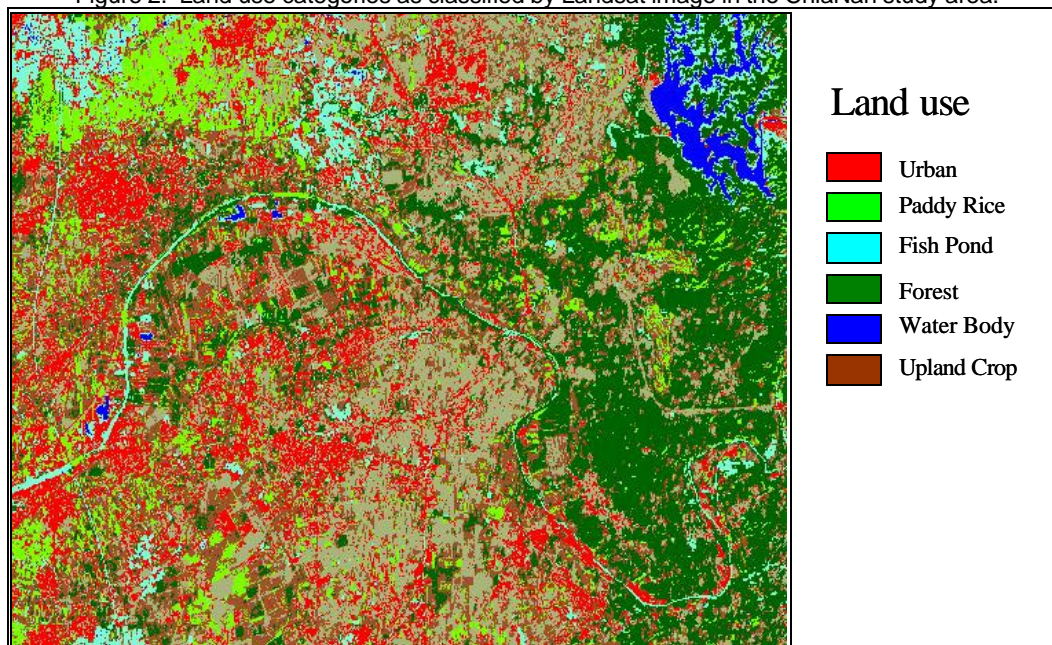 Figure 2. Land use categories as classified by Landsat image in the ChiaNan study area.
Land use
Urban
Paddy Rice
Fish Pond
Forest
Water Body
Upland Crop